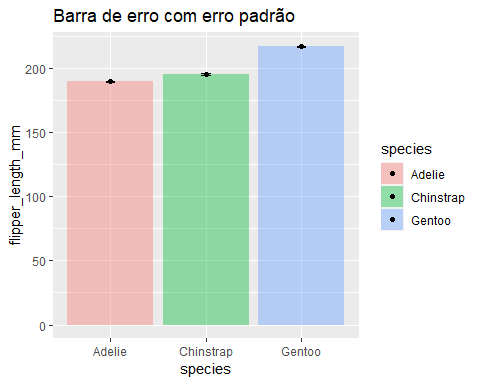 Barra de erro com erro padrão
flipper_length_mm
200
150
100
50
0
Adelie Chinstrap Gentoo
species
species
Adelie
Chinstrap
Gentoo